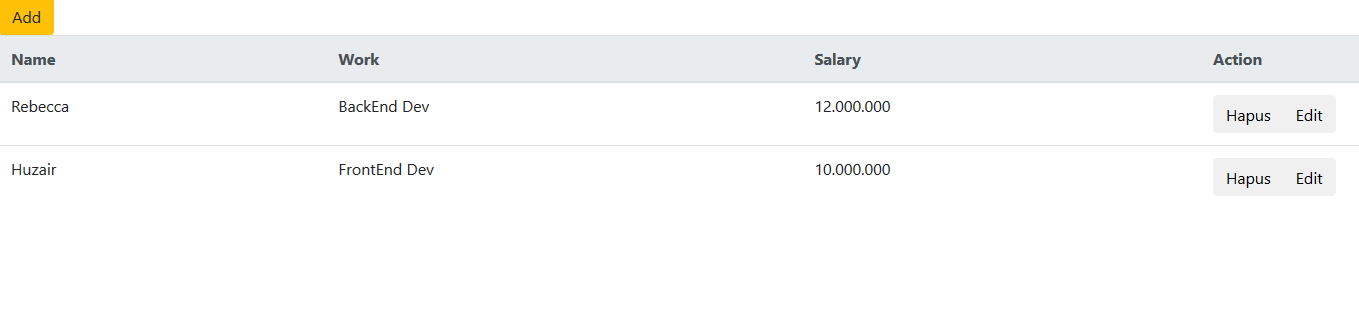 Add
Name Work Salary Action
Rebecca BackEnd Dev 12.000.000 Hapus Edit
Huzair FrontEnd Dev 10.000.000 Hapus Edit